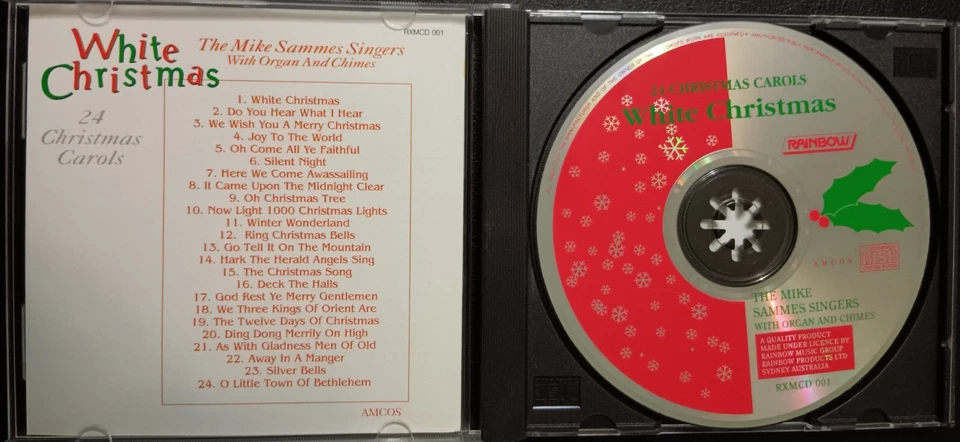 White
Christmas
24
Christmas
Carols
RXMCD 001
The Mike Sammes Singers
With Organ And Chimes
1. White Christmas
2. Do You Hear What I Hear
3. We Wish You A Merry Christmas
4. Joy To The World
5. Oh Come All Ye Faithful
6. Silent Night
7. Here We Come Awassailing
8. It Came Upon The Midnight Clear
9. Oh Christmas Tree
10. Now Light 1000 Christmas Lights
11. Winter Wonderland
12. Ring Christmas Bells
13. Go Tell It On The Mountain
14. Hark The Herald Angels Sing
15. The Christmas Song
16. Deck The Halls
17. God Rest Ye Merry Gentlemen
18. We Three Kings Of Orient Are
19. The Twelve Days Of Christmas
20. Ding Dong Merrily On High
21. As With Gladness Men Of Old
22. Away In A Manger
23. Silver Bells
24. O Little Town Of Bethlehem
AMCOS
24 CHRISTMAS CAROLS
White Christmas
RAINBOW
AMCOS
COMPACT
disc
DIGITAL AUDIO
THE MIKE
SAMMES SINGERS
WITH ORGAN AND CHIMES
A QUALITY PRODUCT
MADE UNDER LICENCE BY
RAINBOW MUSIC GROUP
RAINBOW PRODUCTS LTD
SYDNEY AUSTRALIA
RXMCD 001